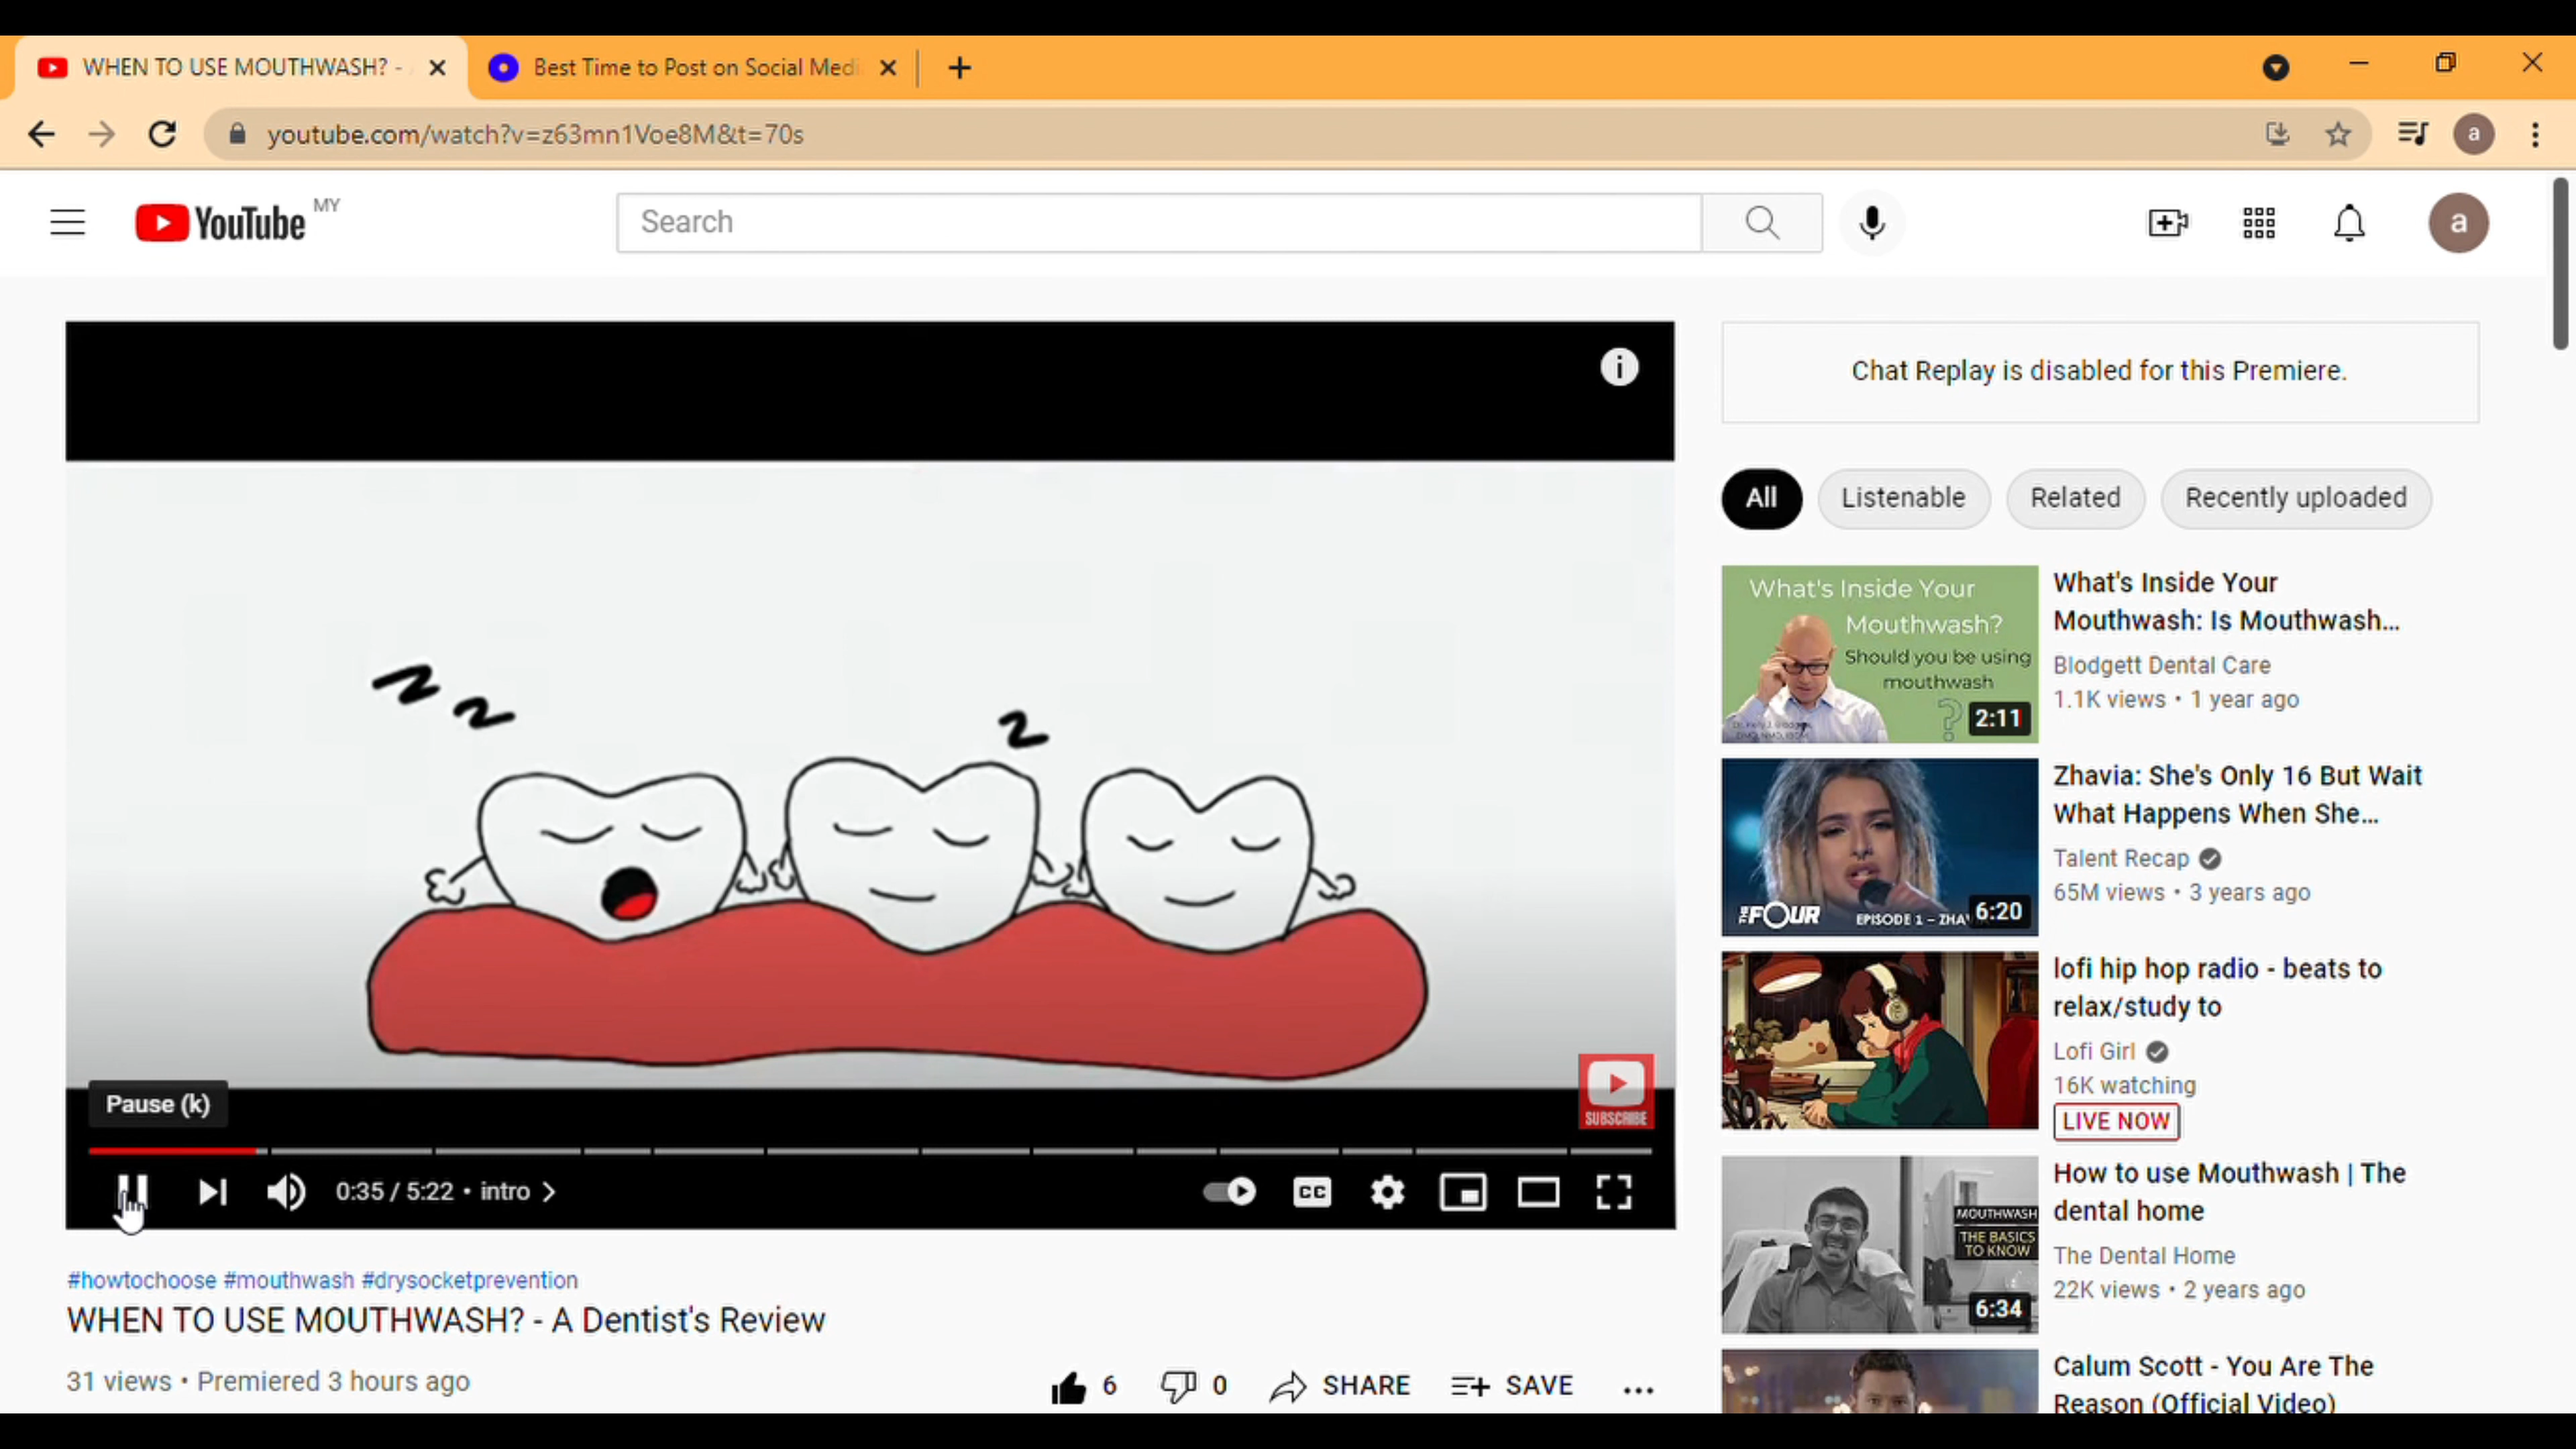 WHEN TO USE MOUTHWASH? -
Best Time to Post on Social Medi
youtube.com/watch?v=z63mn1Voe8M&t=70s
a
YouTube MY
Search
a
Chat Replay is disabled for this Premiere.
All
Listenable
Related
Recently uploaded
z z
z
Pause (k)
SUBSCRIBE
0:35 / 5:22 • intro
CC
#howtochoose #mouthwash #drysocketprevention
WHEN TO USE MOUTHWASH? - A Dentist's Review
31 views • Premiered 3 hours ago
6
0
SHARE
SAVE
What's Inside Your
Mouthwash?
Should you be using
mouthwash
?
2:11
What's Inside Your
Mouthwash: Is Mouthwash...
Blodgett Dental Care
1.1K views • 1 year ago
THE FOUR
EPISODE 1 – ZHAV
6:20
Zhavia: She's Only 16 But Wait
What Happens When She...
Talent Recap
65M views • 3 years ago
lofi hip hop radio - beats to
relax/study to
Lofi Girl
16K watching
LIVE NOW
MOUTHWASH
THE BASICS
TO KNOW
6:34
How to use Mouthwash | The
dental home
The Dental Home
22K views • 2 years ago
Calum Scott - You Are The
Reason (Official Video)